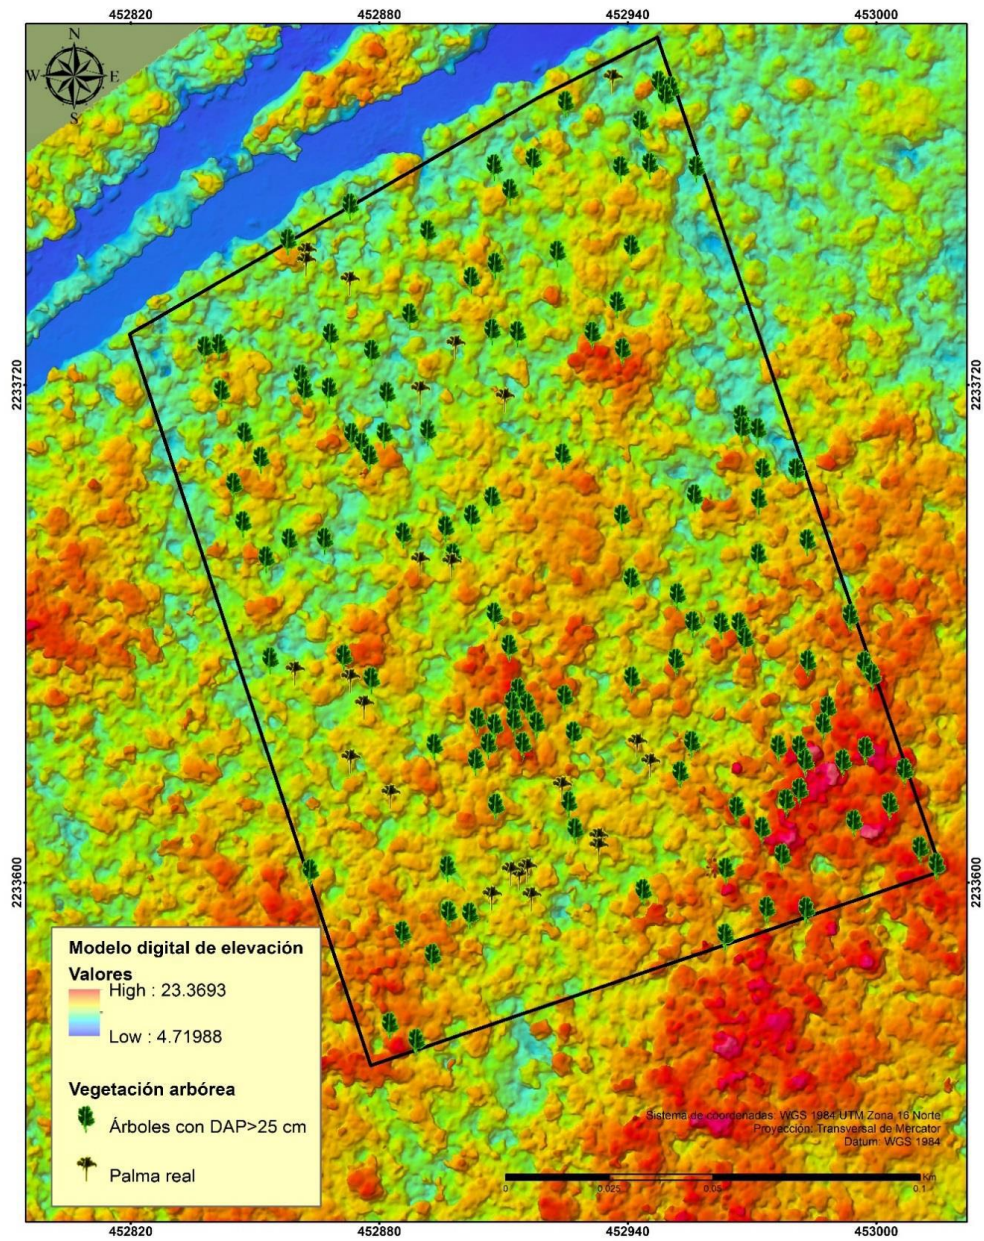 452820 452880 452940 453000
N
W E
S
2233720 2233720
2233600 2233600
Modelo digital de elevación
Valores
High : 23.3693
Low : 4.71988
Vegetación arbórea
Árboles con DAP>25 cm
Palma real
Sistema de coordenadas: WGS 1984 UTM Zona 16 Norte
Proyección: Transversal de Mercator
Datum: WGS 1984
Km
0 0.025 0.05 0.1
452820 452880 452940 453000